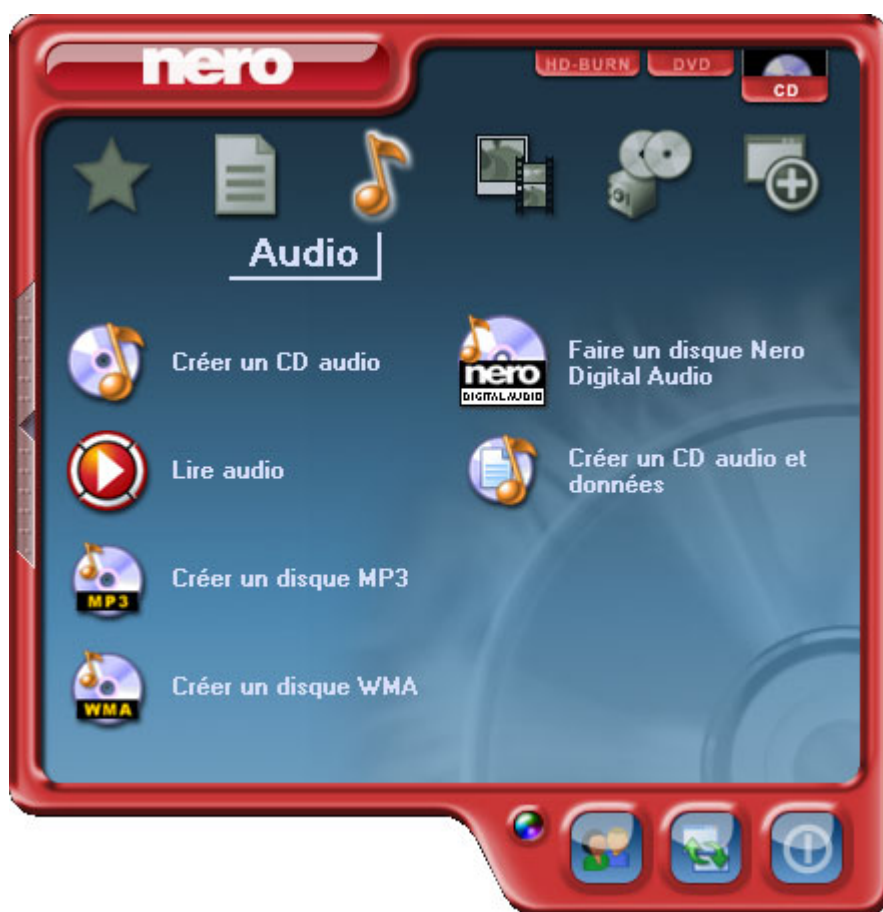 nero
HD-BURN
DVD
CD
Audio
Créer un CD audio
Lire audio
MP3
Créer un disque MP3
WMA
Créer un disque WMA
nero
DIGITAL AUDIO
Faire un disque Nero
Digital Audio
Créer un CD audio et
données